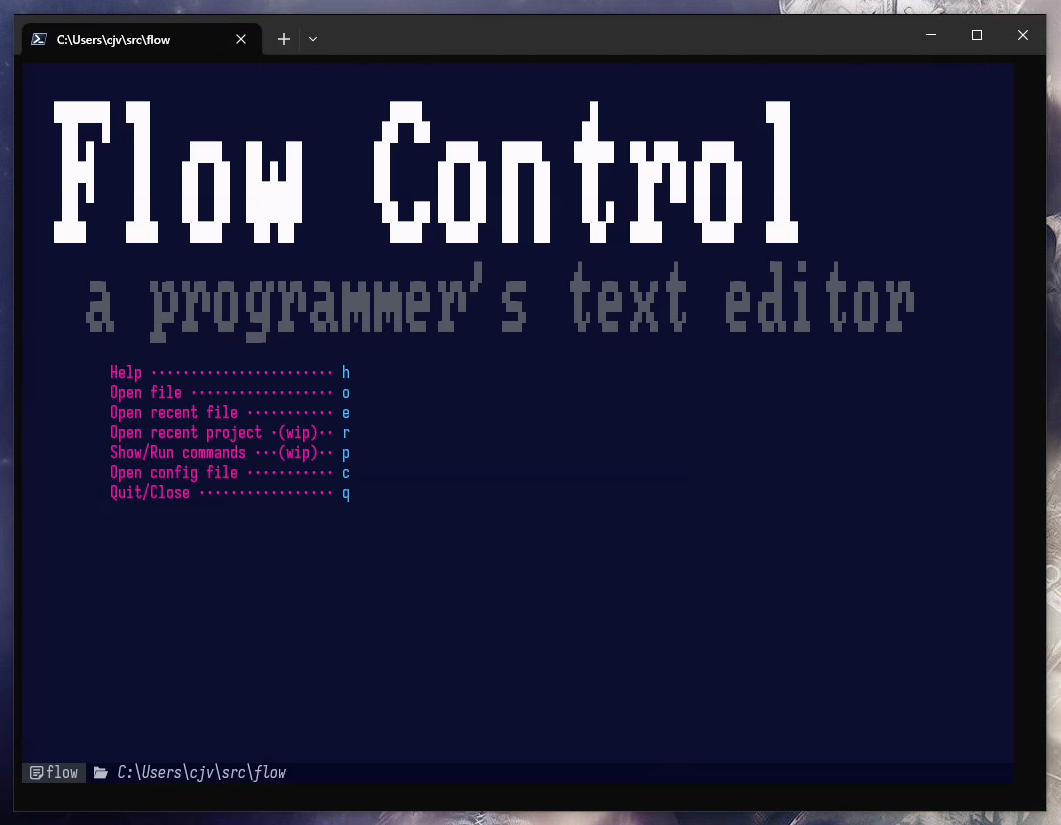 C:\Users\cjv\src\flow
Flow Control
a programmer's text editor
Help ······················· h
Open file ·················· o
Open recent file ··········· e
Open recent project ·(wip)·· r
Show/Run commands ···(wip)·· p
Open config file ··········· c
Quit/Close ················· q
flow C:\Users\cjv\src\flow